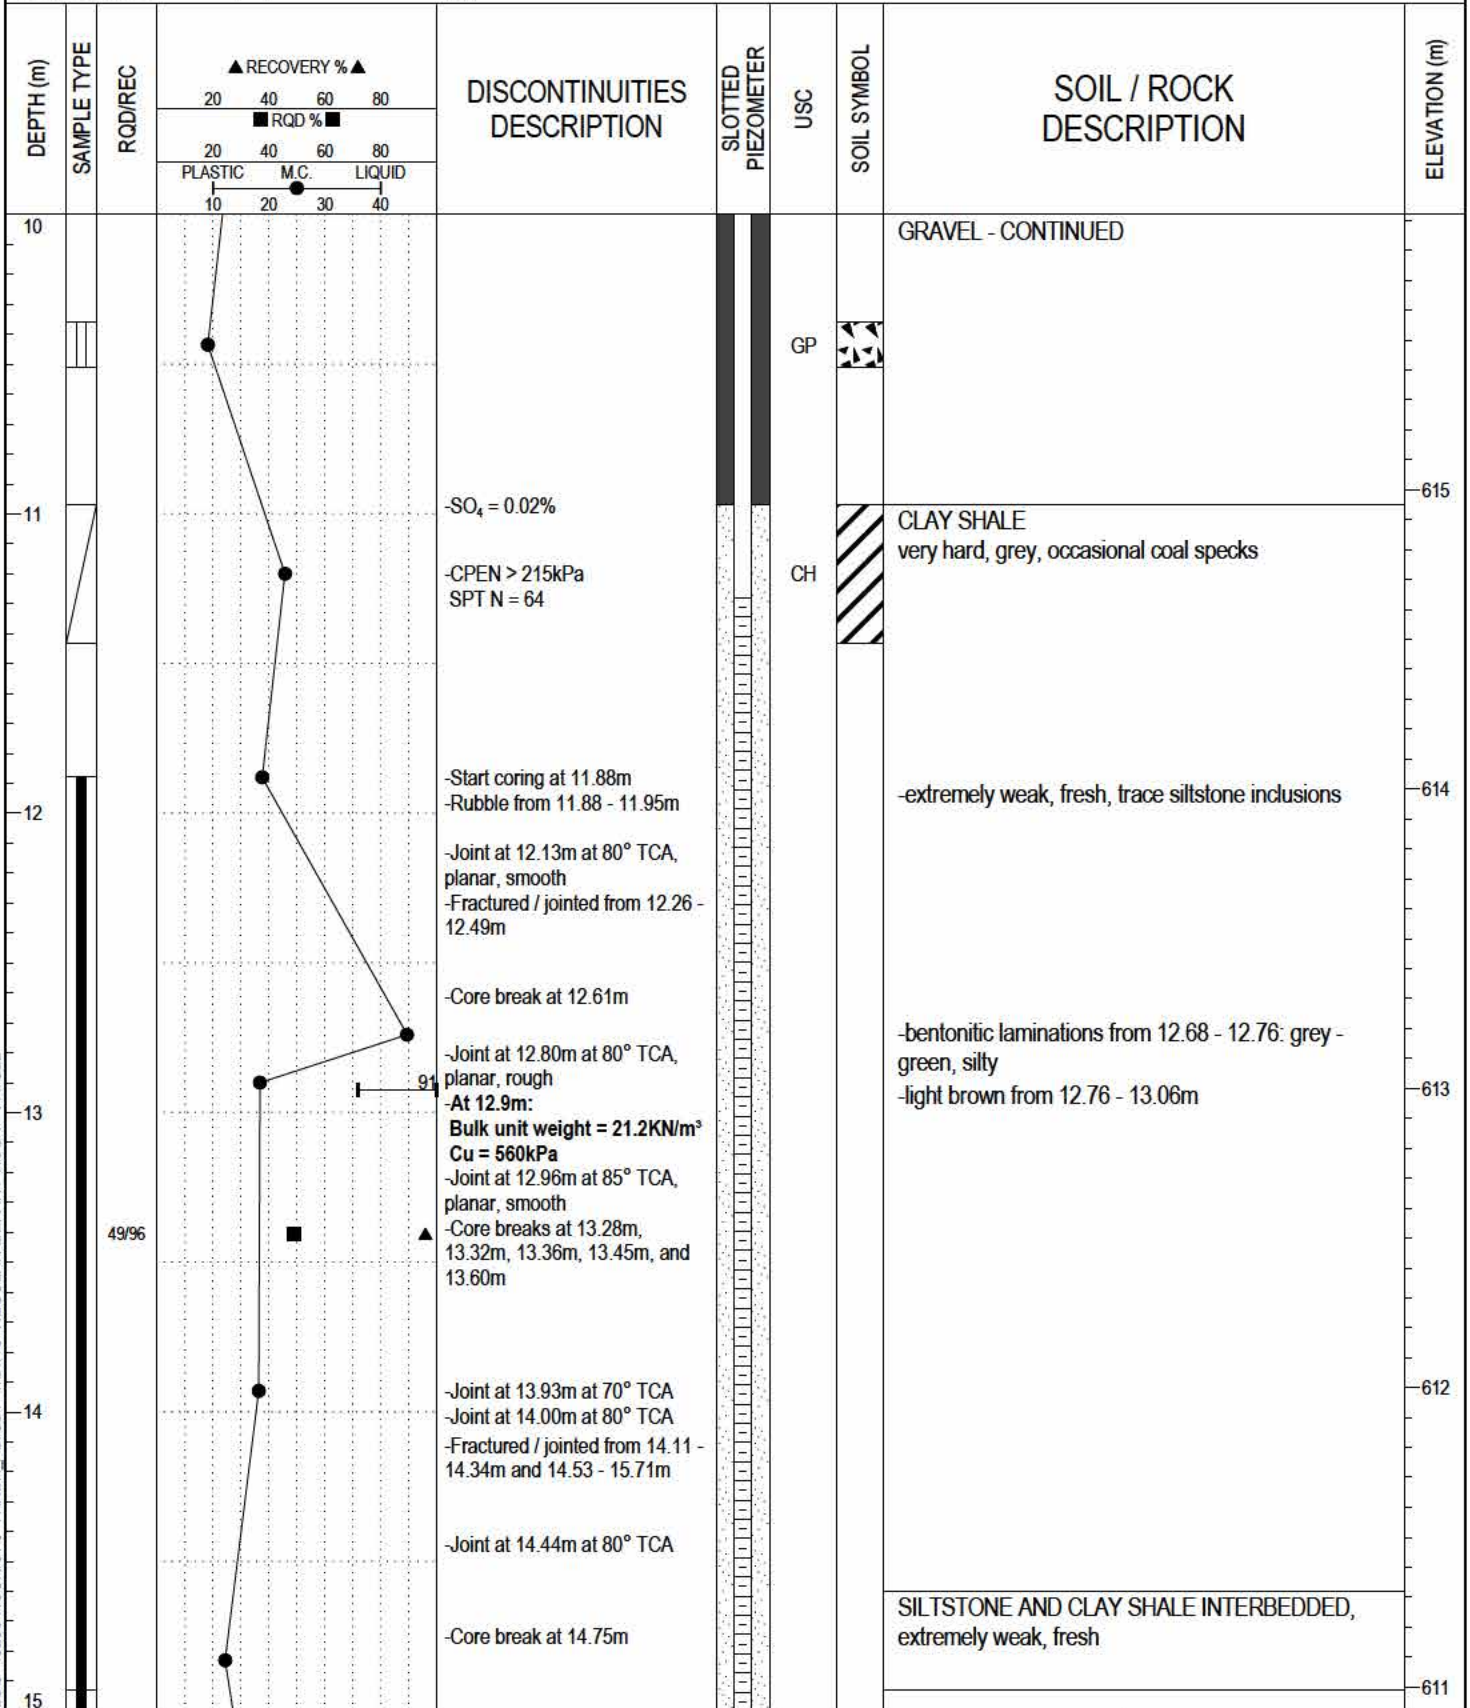 DEPTH (m)
SAMPLE TYPE
RQD/REC
▲ RECOVERY % ▲
20 40 60 80
■ RQD % ■
20 40 60 80
PLASTIC M.C. LIQUID
10 20 30 40
DISCONTINUITIES
DESCRIPTION
SLOTTED
PIEZOMETER
USC
SOIL SYMBOL
SOIL / ROCK
DESCRIPTION
ELEVATION (m)
10
11
12
13
14
15
49/96
91
-SO₄ = 0.02%
-CPEN > 215kPa
SPT N = 64
-Start coring at 11.88m
-Rubble from 11.88 - 11.95m
-Joint at 12.13m at 80° TCA,
planar, smooth
-Fractured / jointed from 12.26 -
12.49m
-Core break at 12.61m
-Joint at 12.80m at 80° TCA,
planar, rough
-At 12.9m:
Bulk unit weight = 21.2KN/m³
Cu = 560kPa
-Joint at 12.96m at 85° TCA,
planar, smooth
-Core breaks at 13.28m,
13.32m, 13.36m, 13.45m, and
13.60m
-Joint at 13.93m at 70° TCA
-Joint at 14.00m at 80° TCA
-Fractured / jointed from 14.11 -
14.34m and 14.53 - 15.71m
-Joint at 14.44m at 80° TCA
-Core break at 14.75m
GP
CH
GRAVEL - CONTINUED
CLAY SHALE
very hard, grey, occasional coal specks
-extremely weak, fresh, trace siltstone inclusions
-bentonitic laminations from 12.68 - 12.76: grey -
green, silty
-light brown from 12.76 - 13.06m
SILTSTONE AND CLAY SHALE INTERBEDDED,
extremely weak, fresh
615
614
613
612
611